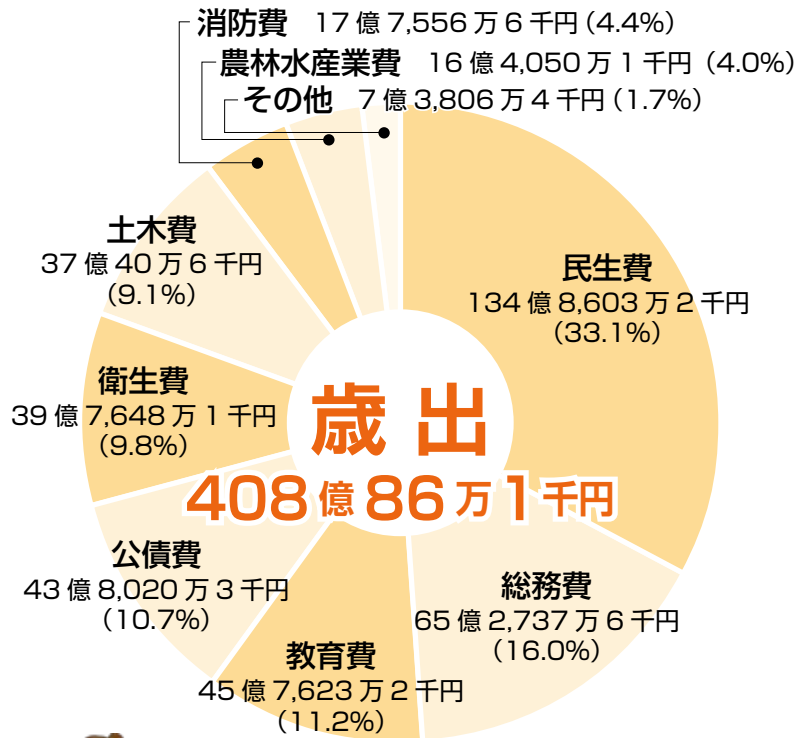 消防費 17億7,556万6千円(4.4%)
農林水産業費 16億4,050万1千円(4.0%)
その他 7億3,806万4千円(1.7%)
民生費
134億8,603万2千円
(33.1%)
総務費
65億2,737万6千円
(16.0%)
教育費
45億7,623万2千円
(11.2%)
公債費
43億8,020万3千円
(10.7%)
衛生費
39億7,648万1千円
(9.8%)
土木費
37億40万6千円
(9.1%)
歳出
408億86万1千円